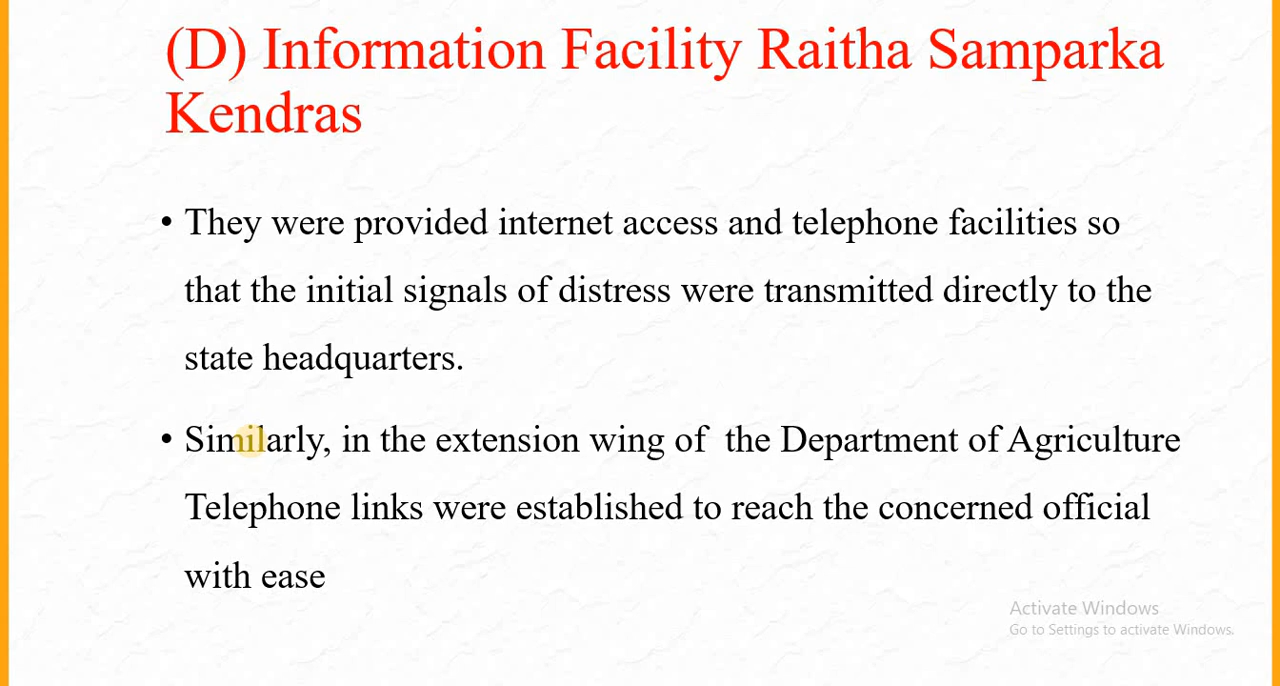 (D) Information Facility Raitha Samparka
Kendras
• They were provided internet access and telephone facilities so
that the initial signals of distress were transmitted directly to the
state headquarters.
• Similarly, in the extension wing of  the Department of Agriculture
Telephone links were established to reach the concerned official
with ease
Activate Windows
Go to Settings to activate Windows.